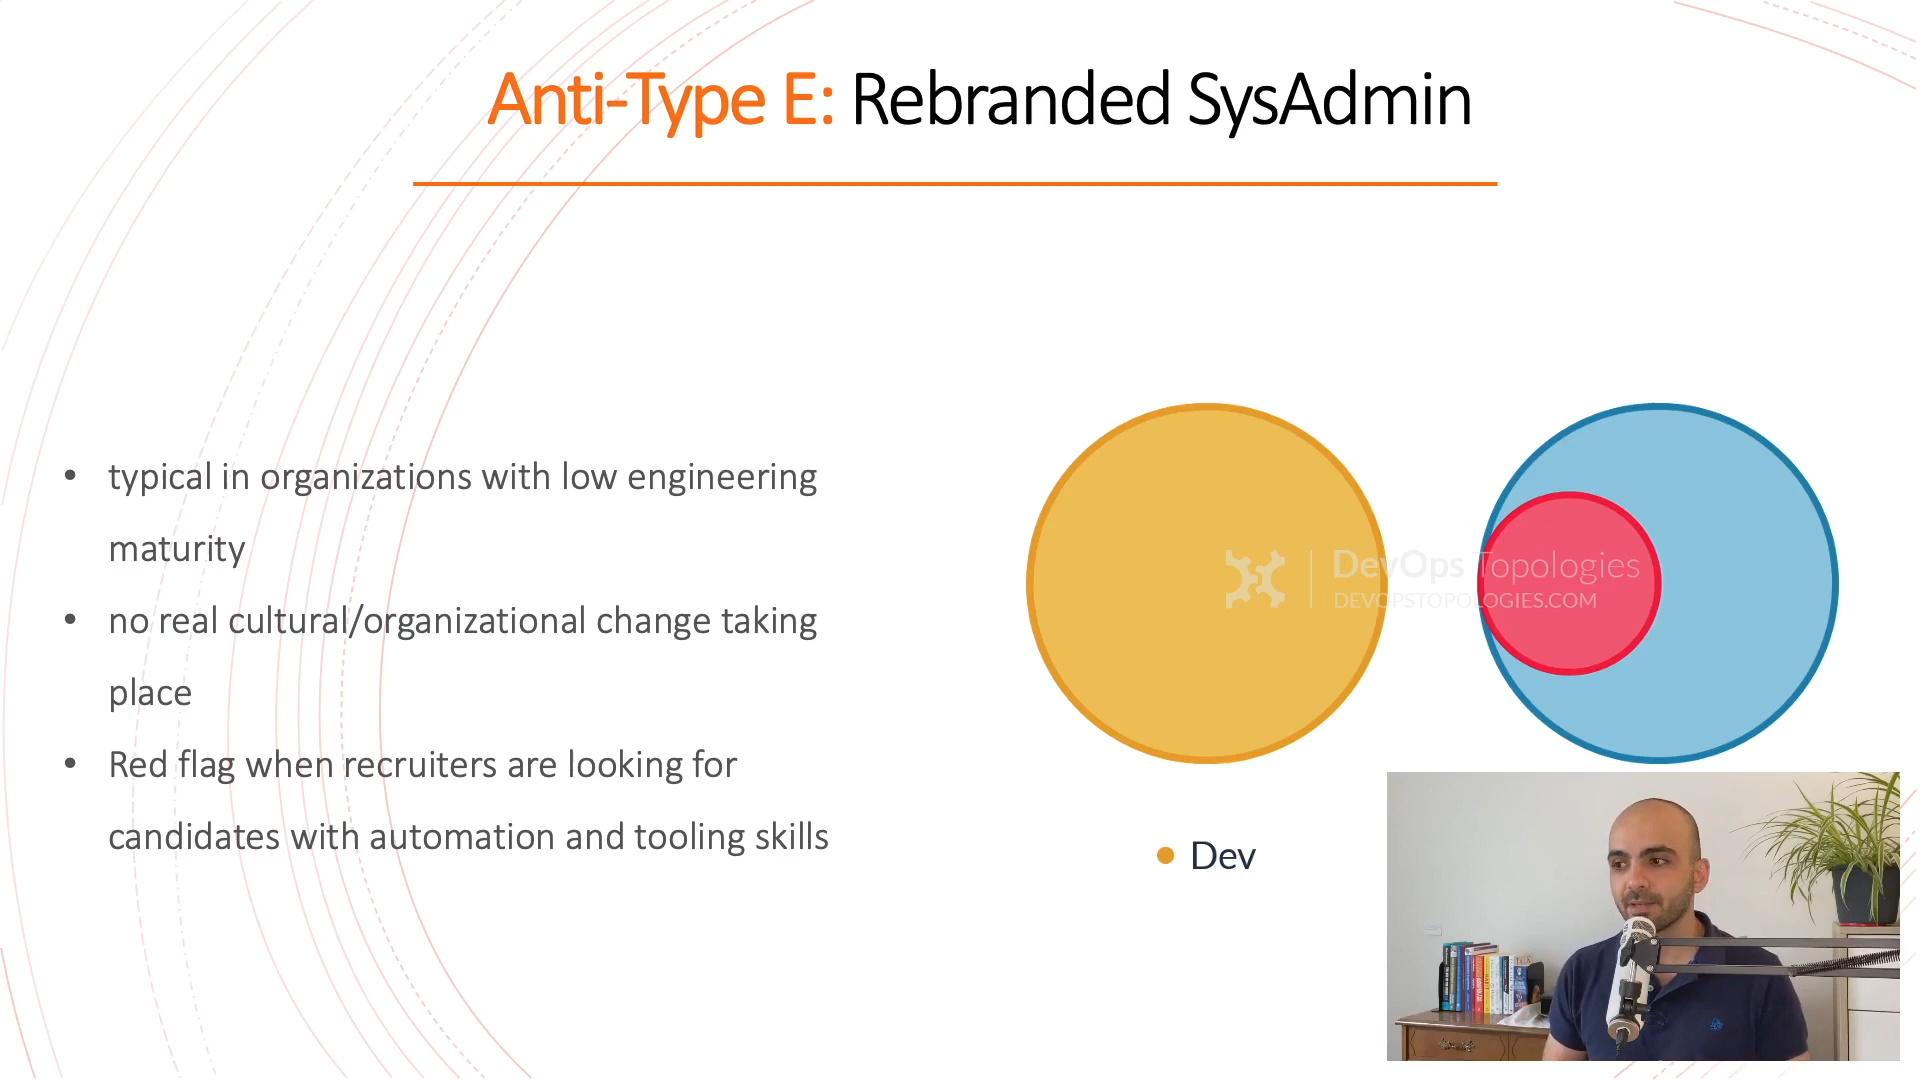 Anti-Type E: Rebranded SysAdmin
• typical in organizations with low engineering
maturity
• no real cultural/organizational change taking
place
• Red flag when recruiters are looking for
candidates with automation and tooling skills
DevOps Topologies
DEVOPSTOPOLOGIES.COM
Dev